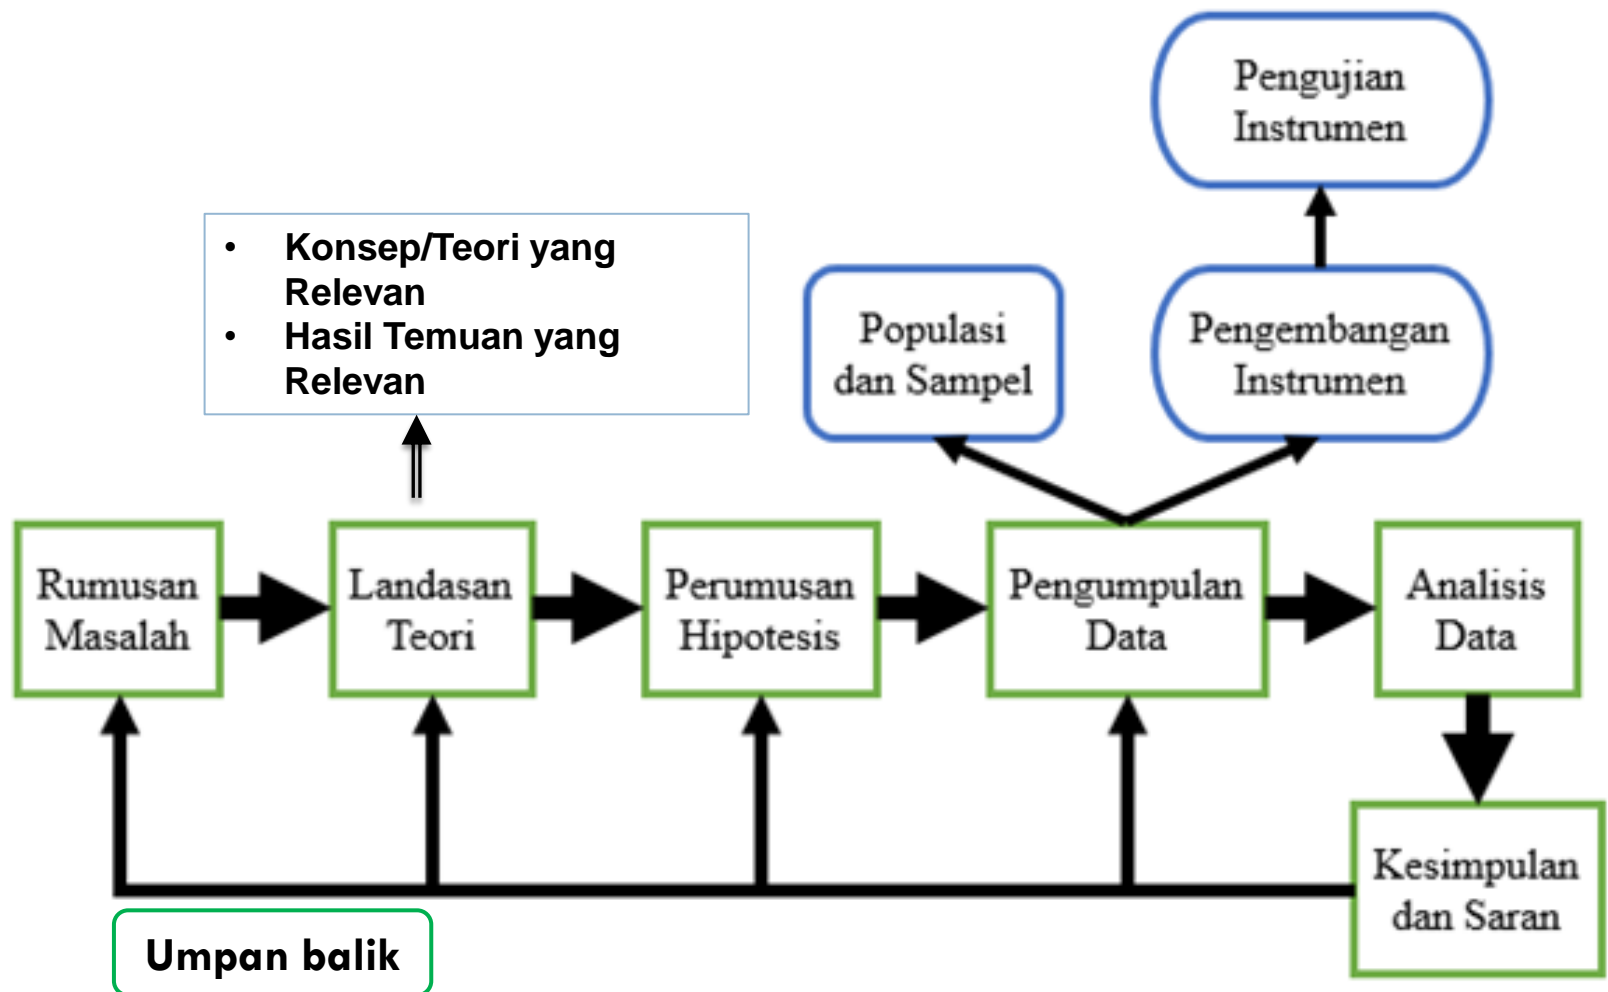 Pengujian
Instrumen
• Konsep/Teori yang
Relevan
• Hasil Temuan yang
Relevan
Populasi
dan Sampel
Pengembangan
Instrumen
Rumusan
Masalah
Landasan
Teori
Perumusan
Hipotesis
Pengumpulan
Data
Analisis
Data
Kesimpulan
dan Saran
Umpan balik